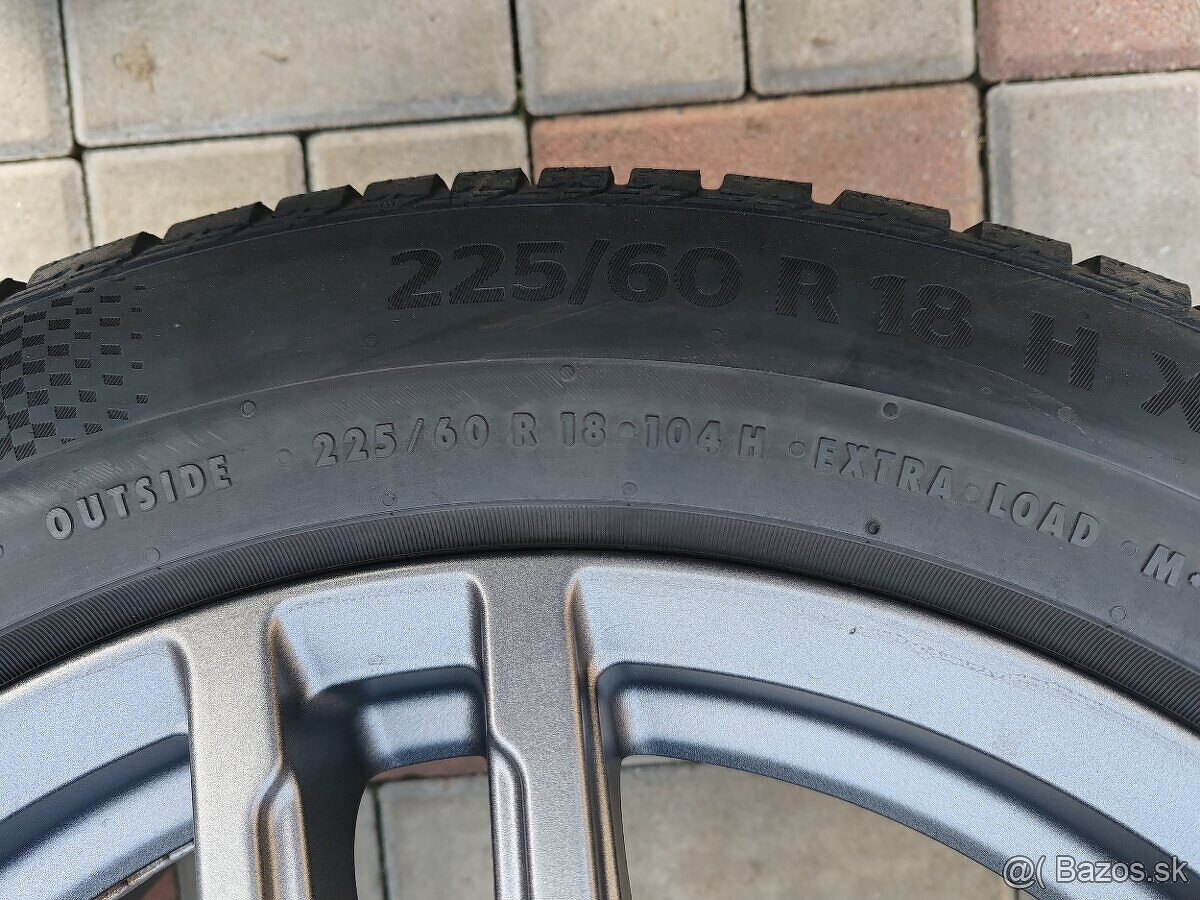 225/60 R 18 H X
OUTSIDE • 225/60 R 18 • 104 H • EXTRA • LOAD • M •
@( Bazos.sk